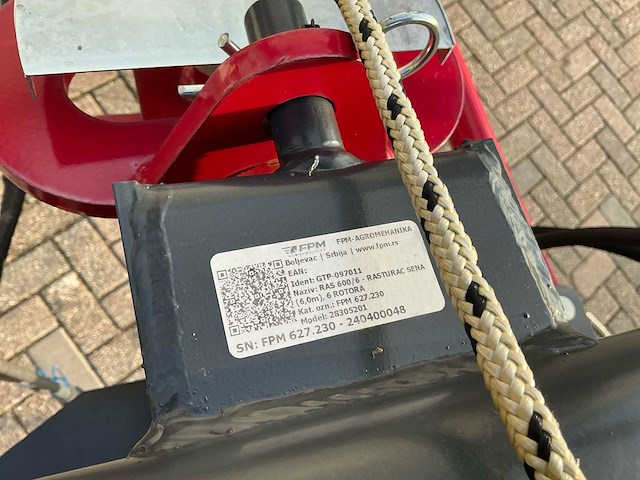 FPM FPM-AGROMEHANIKA
Boljevac | Srbija | www.fpm.rs
EAN:
Ident: GTP-097011
Naziv: RAS 600/6 - RASTURAC SENA
(6,0m), 6 ROTORA
Kat. ozn.: FPM 627.230
Model: 28305201
SN: FPM 627.230 - 240400048